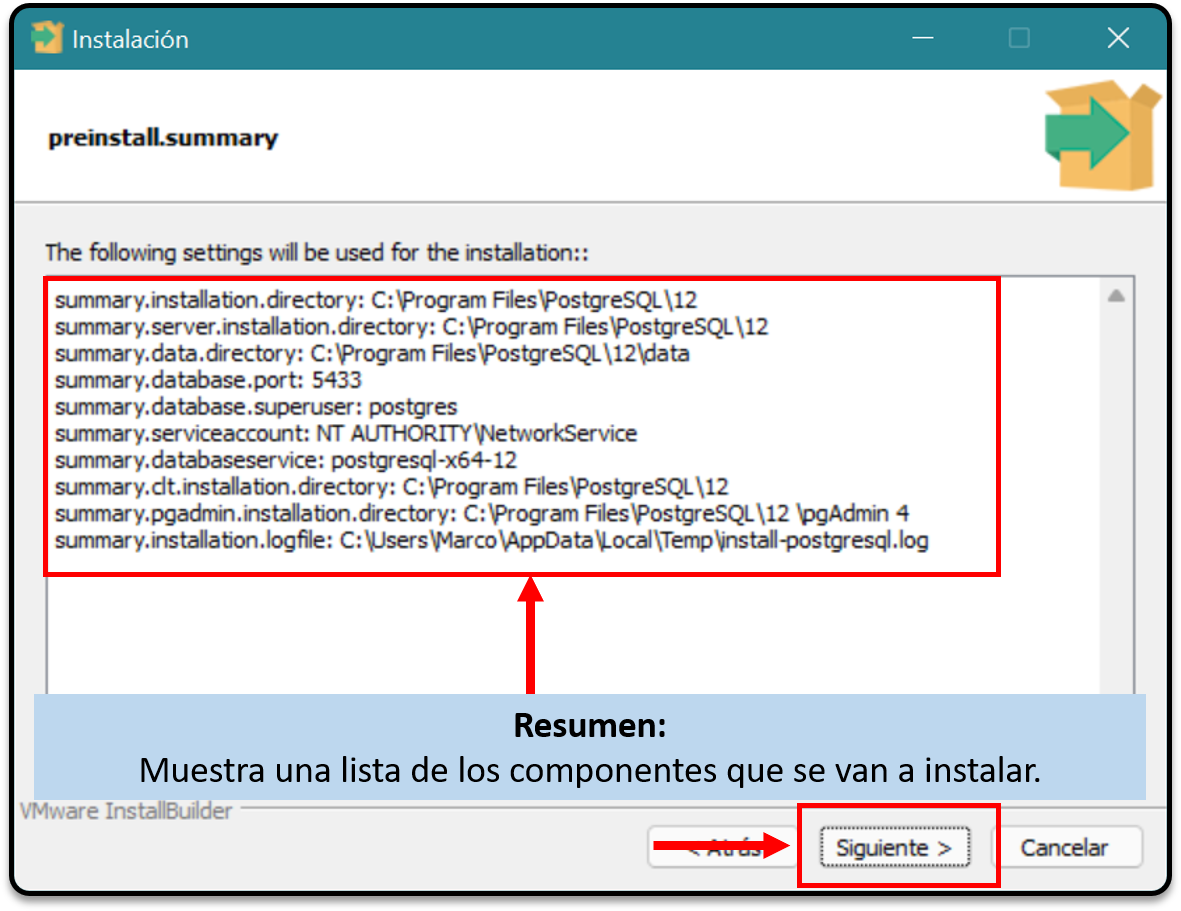 Instalación
preinstall.summary
The following settings will be used for the installation::
summary.installation.directory: C:\Program Files\PostgreSQL\12
summary.server.installation.directory: C:\Program Files\PostgreSQL\12
summary.data.directory: C:\Program Files\PostgreSQL\12\data
summary.database.port: 5433
summary.database.superuser: postgres
summary.serviceaccount: NT AUTHORITY\NetworkService
summary.databaseservice: postgresql-x64-12
summary.clt.installation.directory: C:\Program Files\PostgreSQL\12
summary.pgadmin.installation.directory: C:\Program Files\PostgreSQL\12 \pgAdmin 4
summary.installation.logfile: C:\Users\Marco\AppData\Local\Temp\install-postgresql.log
Resumen:
Muestra una lista de los componentes que se van a instalar.
VMware InstallBuilder
< Atrás Siguiente > Cancelar